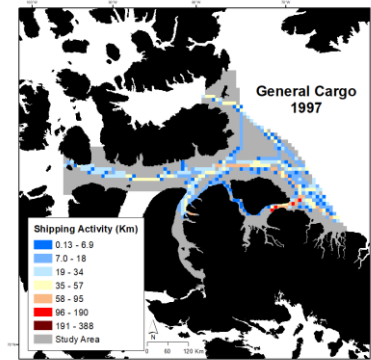 General Cargo
1997
Shipping Activity (Km)
0.13 - 6.9
7.0 - 18
19 - 34
35 - 57
58 - 95
96 - 190
191 - 388
Study Area
N
0 60 120 Km